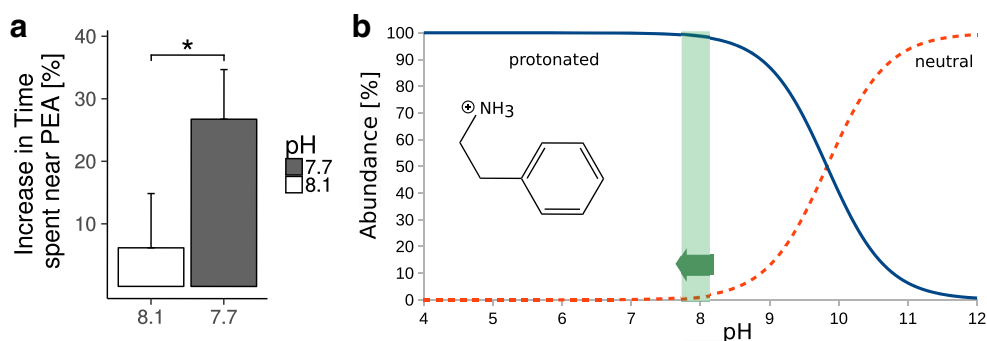 a
Increase in Time
spent near PEA [%]
40
30
20
10
*
8.1
7.7
pH
7.7
8.1
b
Abundance [%]
100
90
80
70
60
50
40
30
20
10
0
protonated
neutral
⊕ NH3
4
5
6
7
8
9
10
11
12
pH